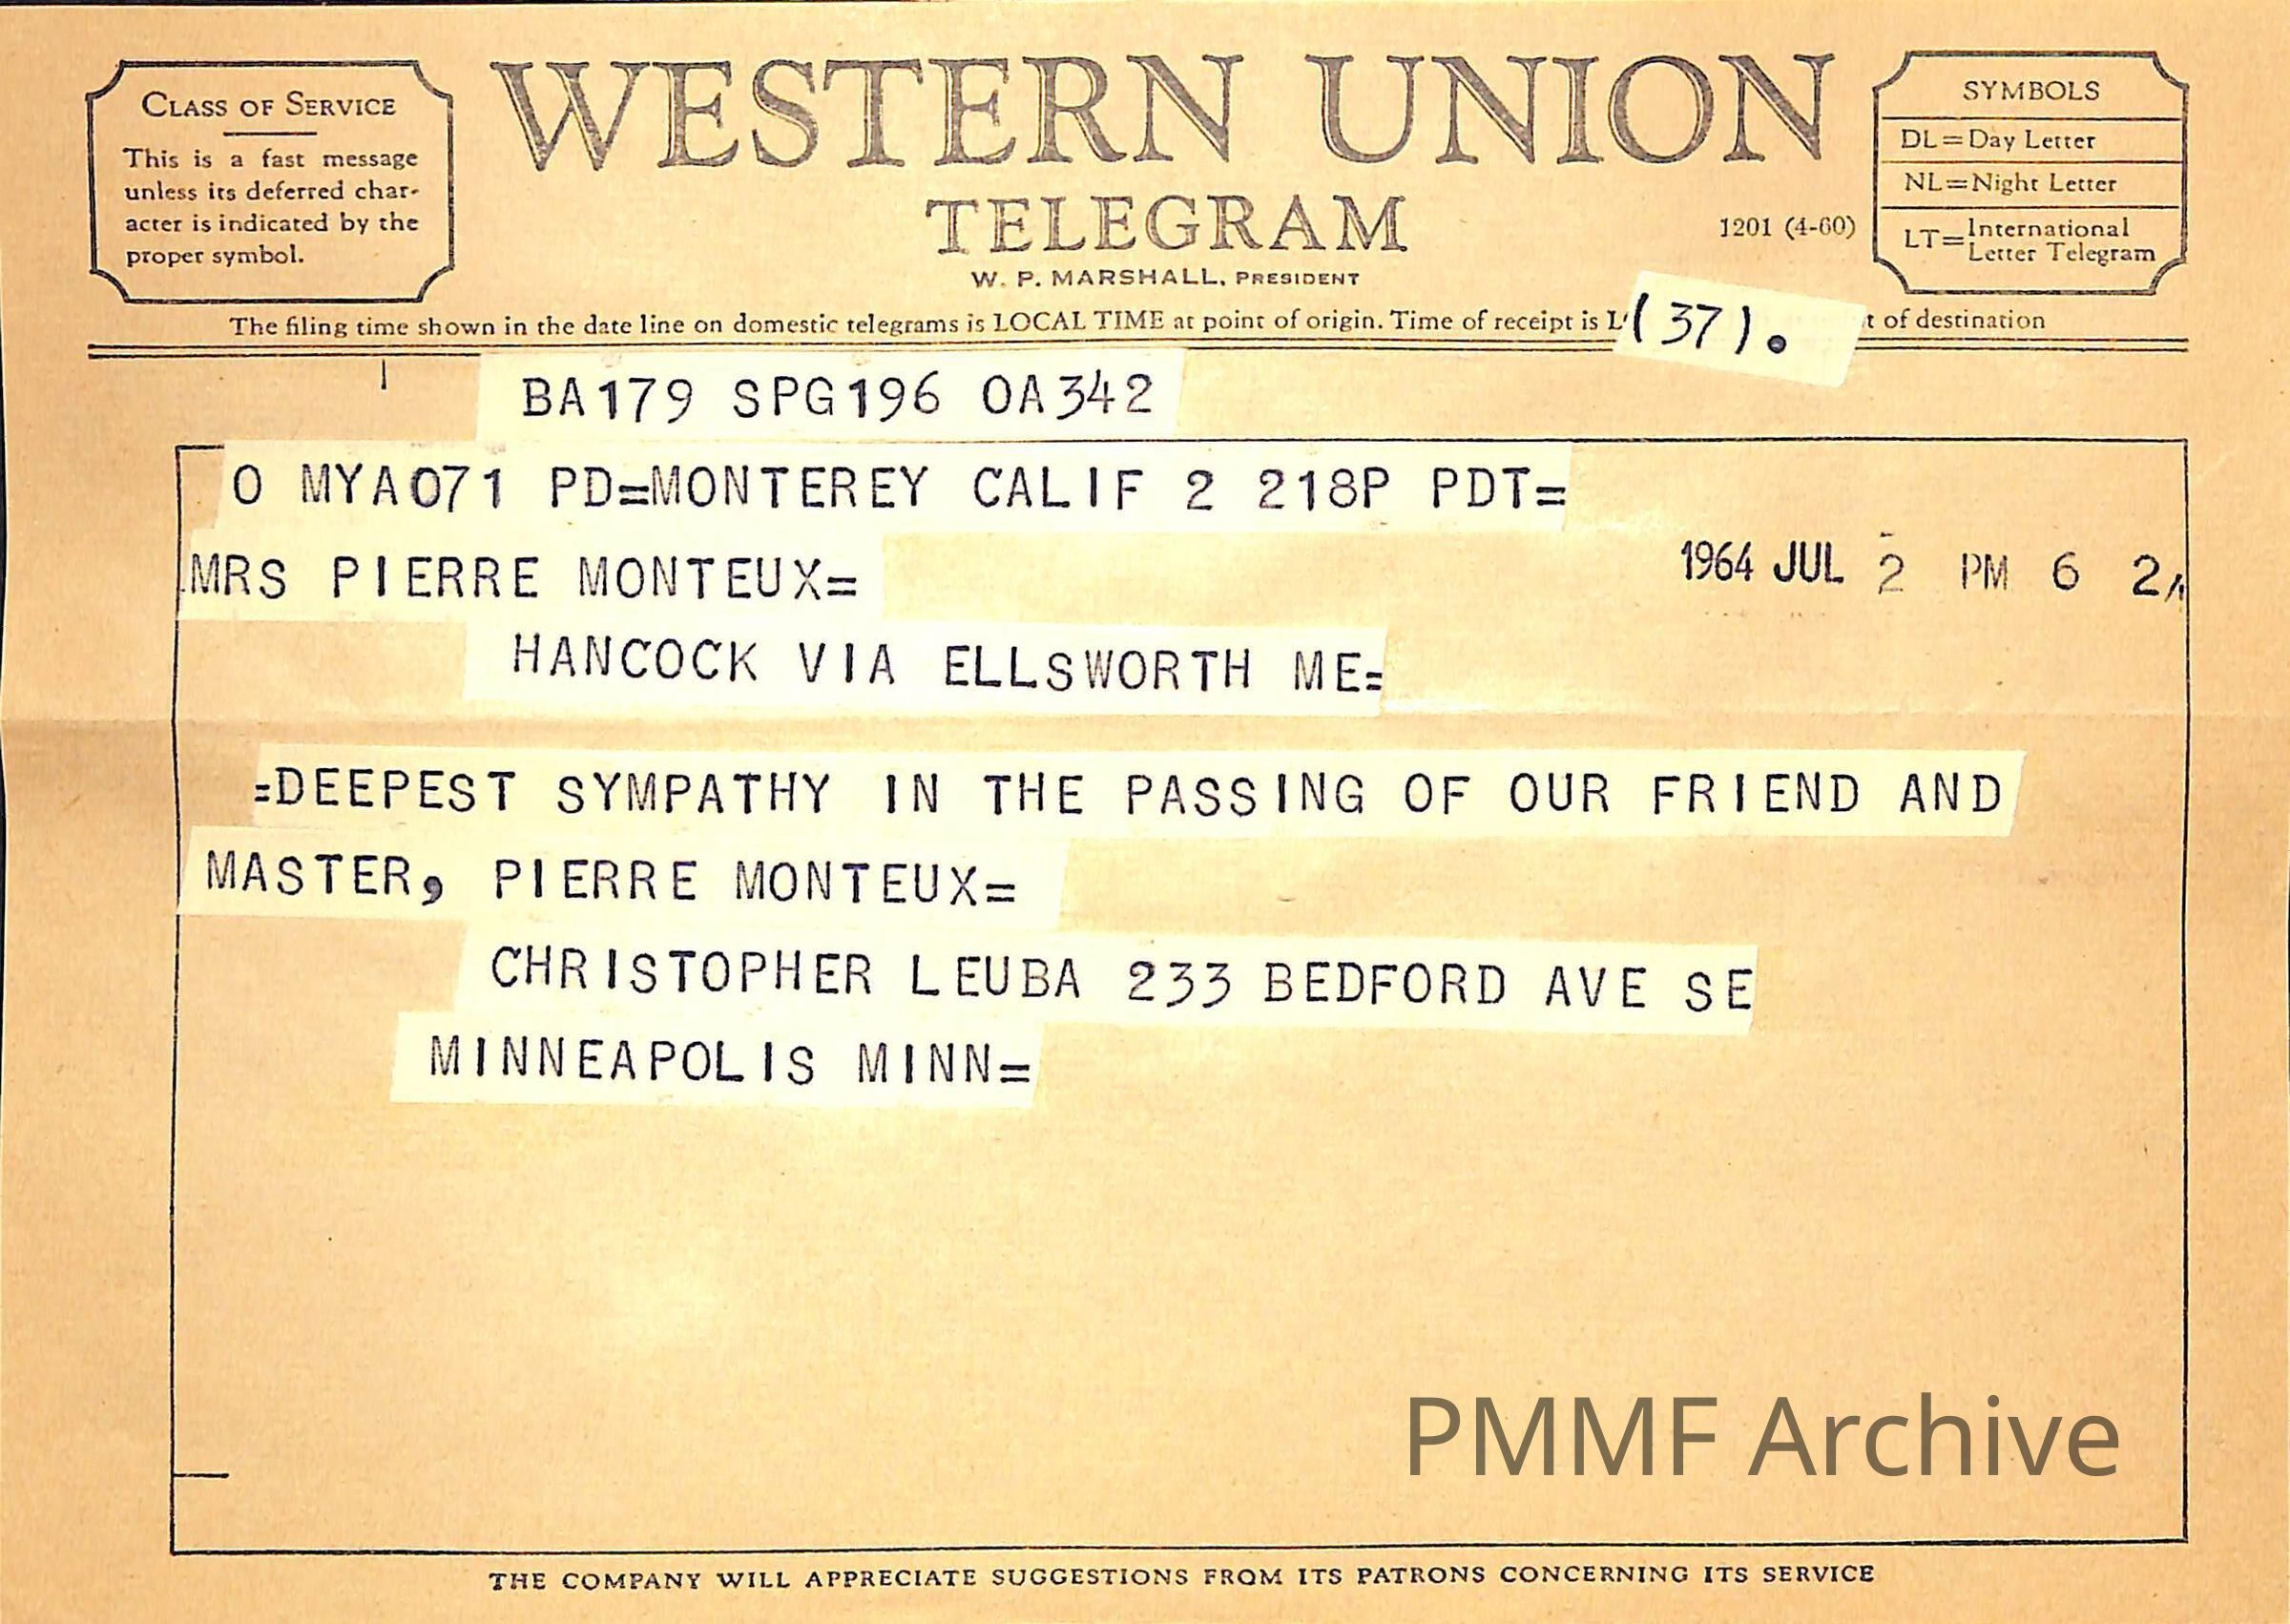 CLASS OF SERVICE
This is a fast message
unless its deferred char-
acter is indicated by the
proper symbol.
WESTERN UNION
TELEGRAM
W. P. MARSHALL, PRESIDENT
1201 (4-60)
SYMBOLS
DL=Day Letter
NL=Night Letter
LT=International Letter Telegram
The filing time shown in the date line on domestic telegrams is LOCAL TIME at point of origin. Time of receipt is (37). of destination
BA179 SPG196 OA342
O MYA071 PD=MONTEREY CALIF 2 218P PDT=
MRS PIERRE MONTEUX=
1964 JUL 2 PM 6 2
HANCOCK VIA ELLSWORTH ME=
=DEEPEST SYMPATHY IN THE PASSING OF OUR FRIEND AND
MASTER, PIERRE MONTEUX=
CHRISTOPHER LEUBA 233 BEDFORD AVE SE
MINNEAPOLIS MINN=
PMMF Archive
THE COMPANY WILL APPRECIATE SUGGESTIONS FROM ITS PATRONS CONCERNING ITS SERVICE